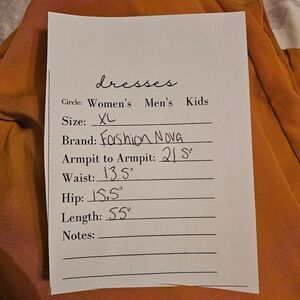 dresses
Circle: Women's Men's Kids
Size: XL
Brand: Fashion Nova
Armpit to Armpit: 21.5"
Waist: 13.5"
Hip: 15.5"
Length: 55"
Notes: